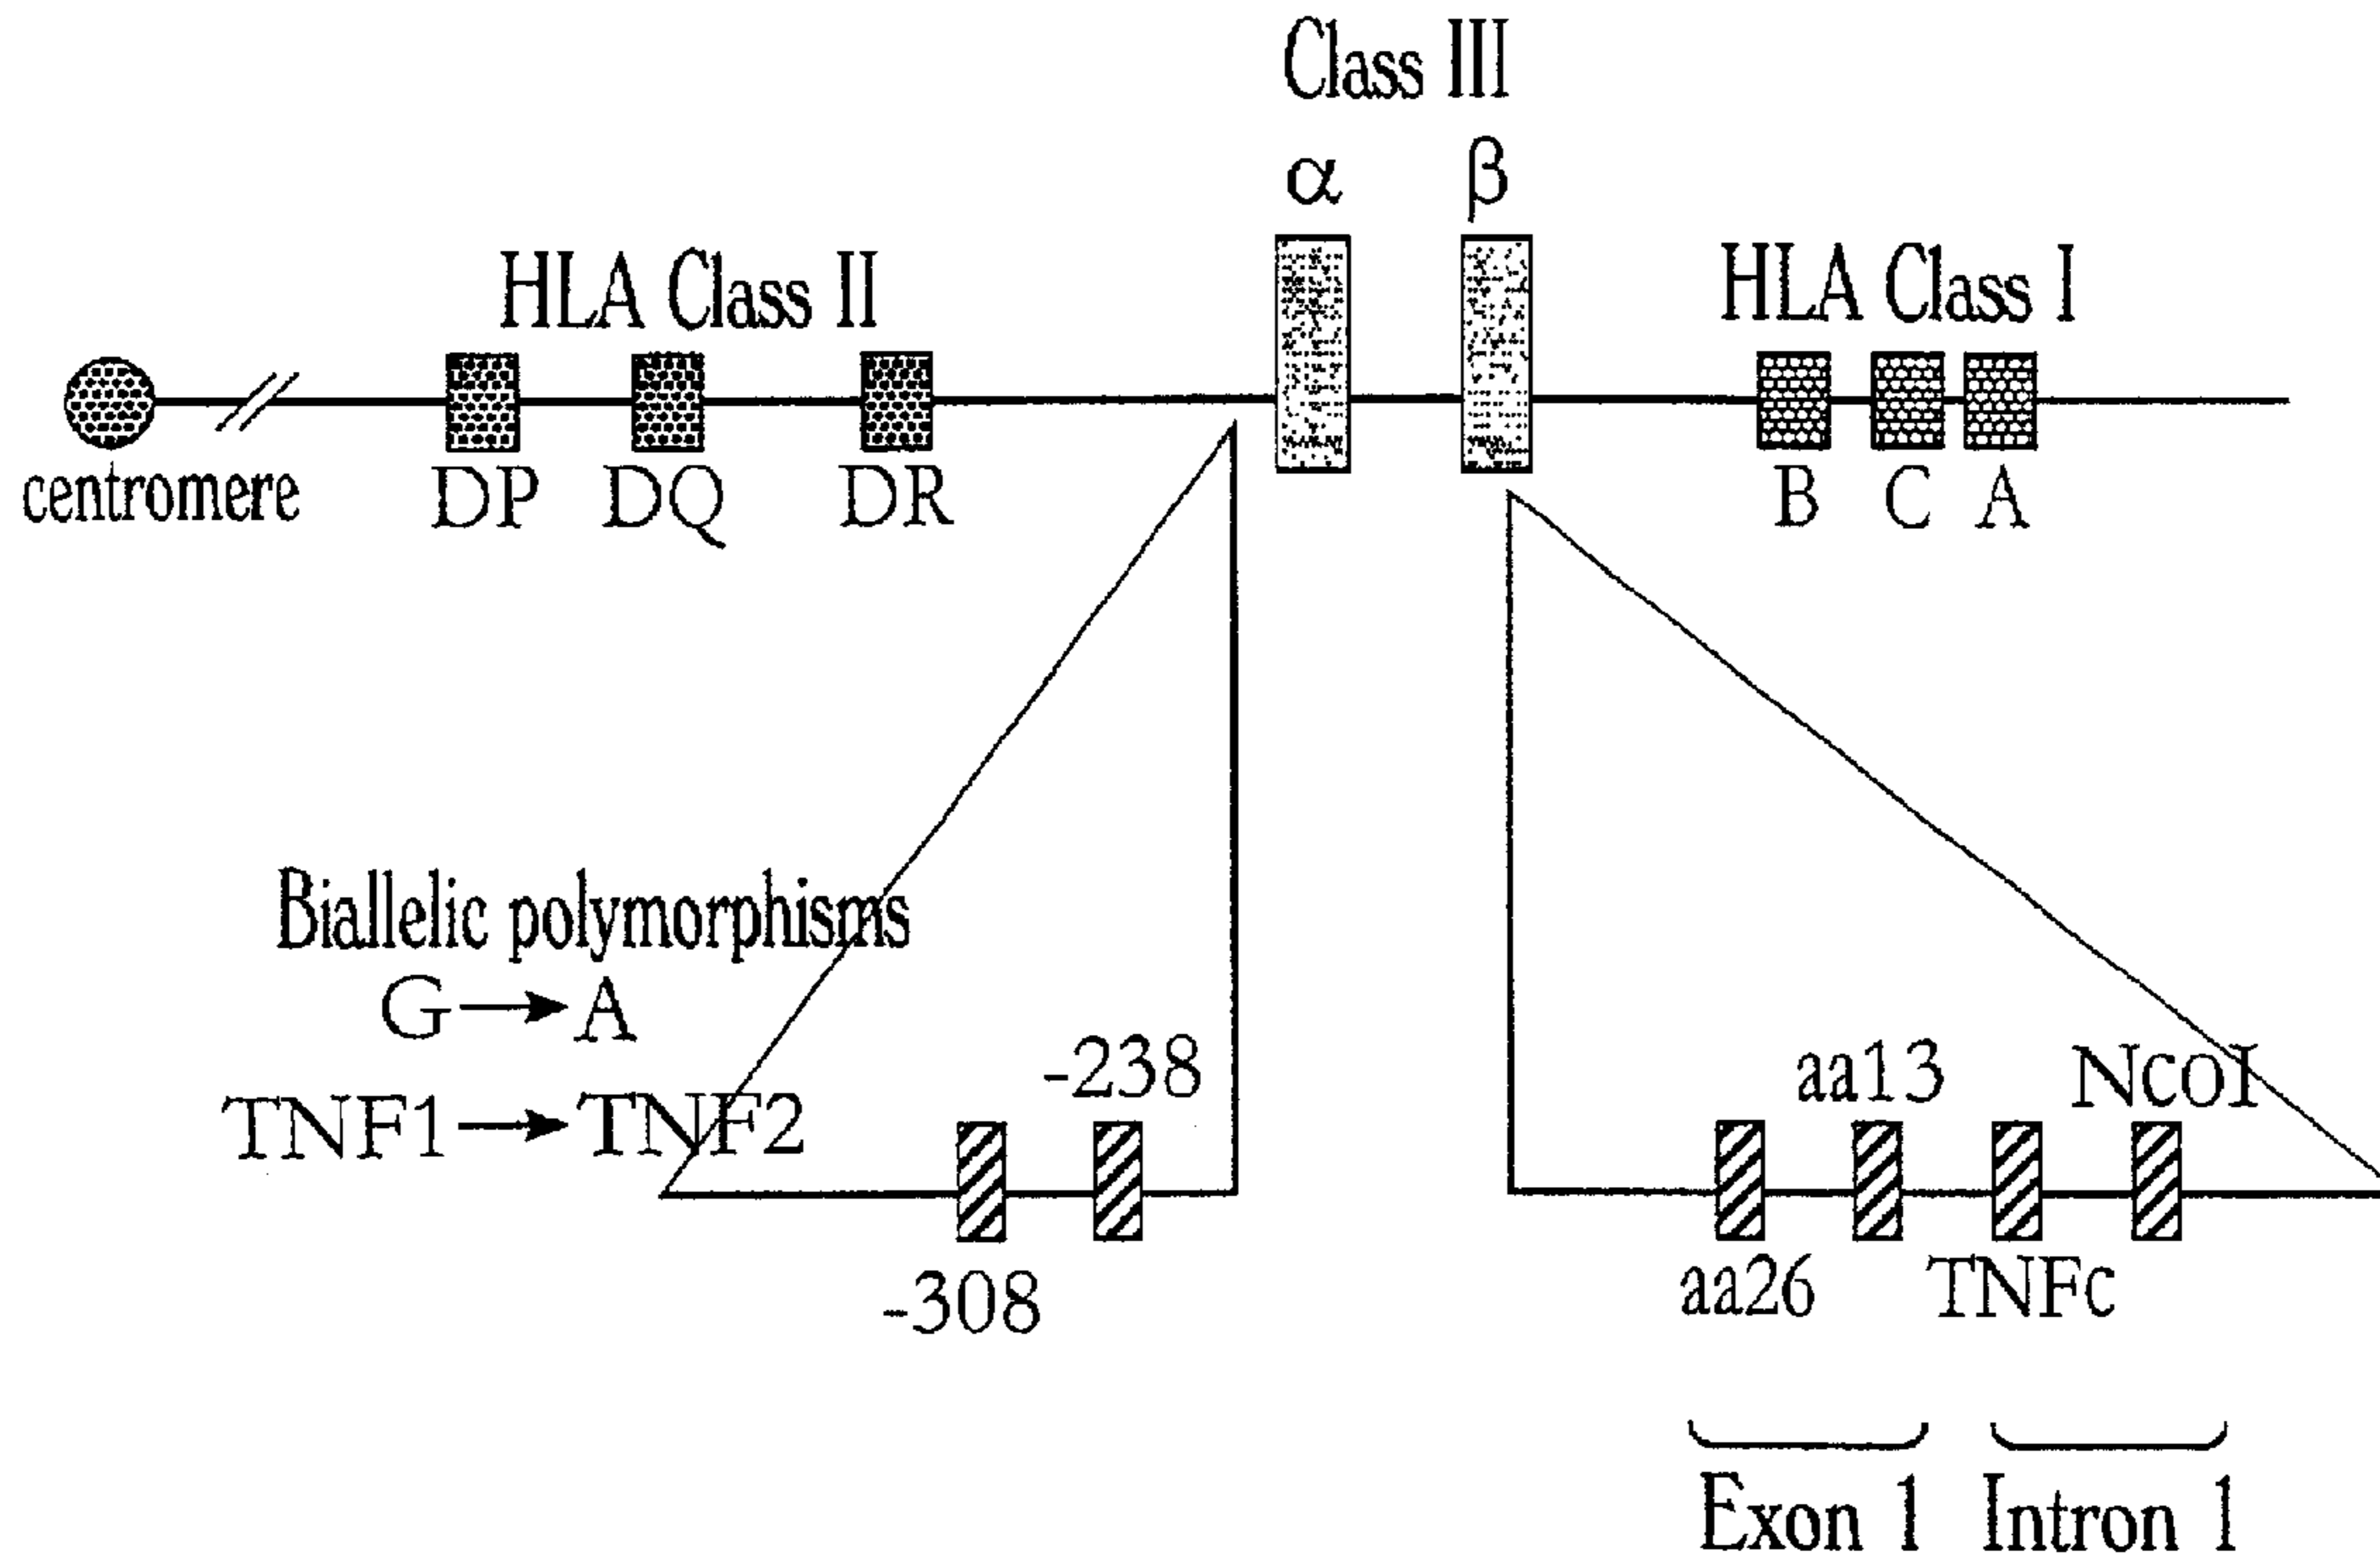 Class III
α β
HLA Class II
HLA Class I
centromere
DP DQ DR
B C A
Biallelic polymorphisms
G A
TNF1 TNF2
-238
-308
aa13 NcoI
aa26 TNFc
Exon 1 Intron 1